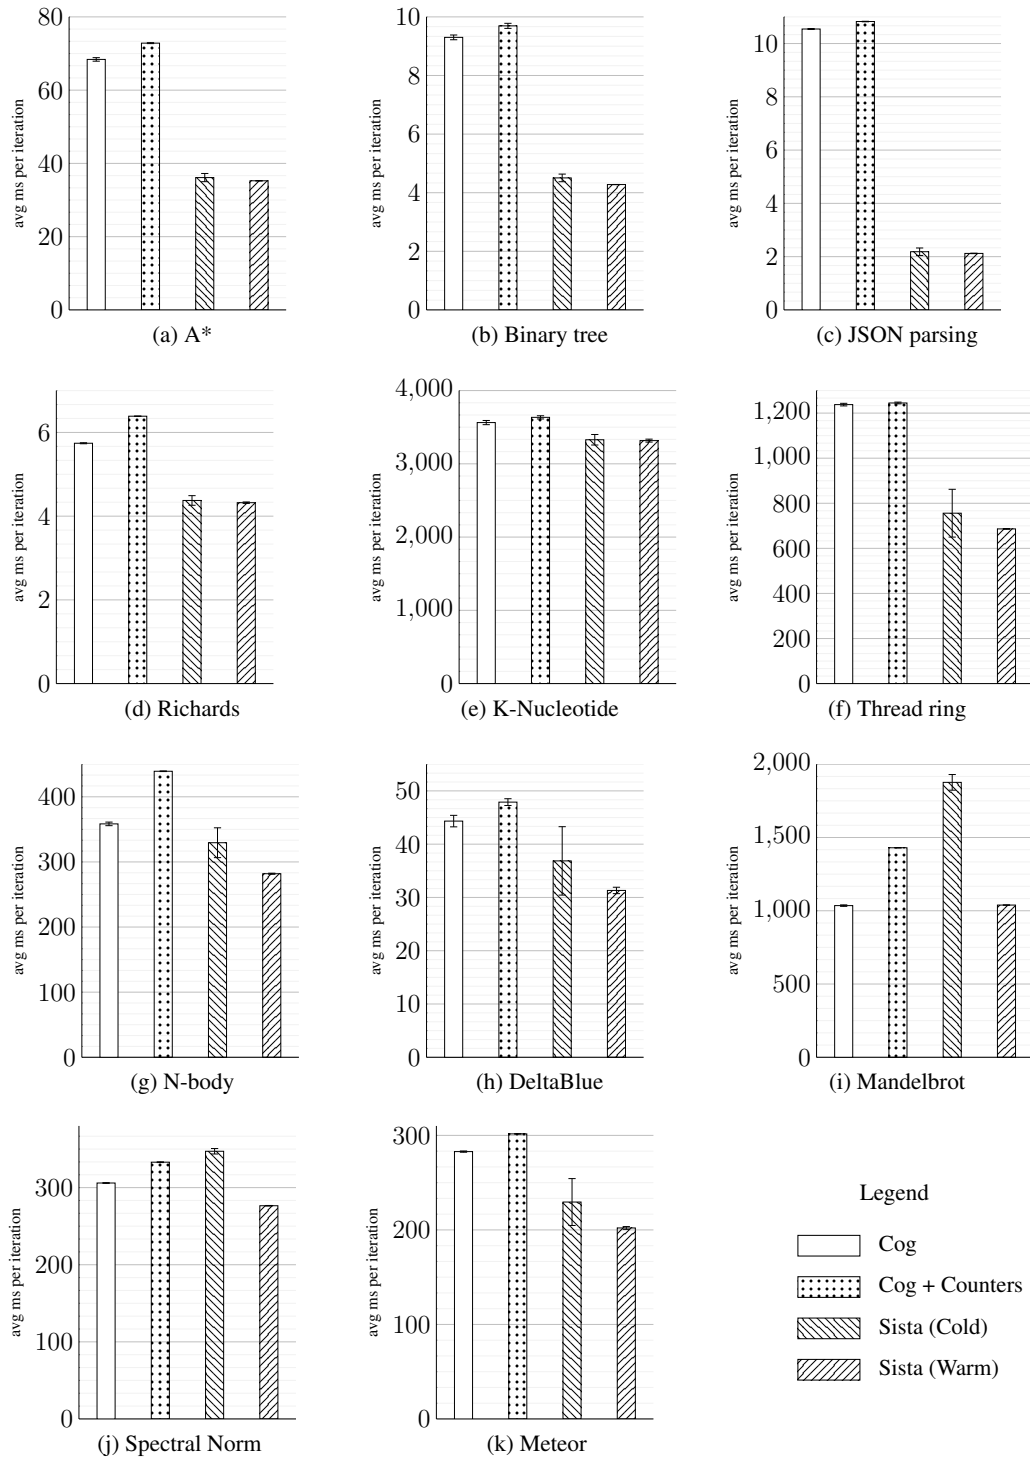 avg ms per iteration
80
60
40
20
0
(a) A*
avg ms per iteration
10
8
6
4
2
0
(b) Binary tree
avg ms per iteration
10
8
6
4
2
0
(c) JSON parsing
avg ms per iteration
6
4
2
0
(d) Richards
avg ms per iteration
4,000
3,000
2,000
1,000
0
(e) K-Nucleotide
avg ms per iteration
1,200
1,000
800
600
400
200
0
(f) Thread ring
avg ms per iteration
400
300
200
100
0
(g) N-body
avg ms per iteration
50
40
30
20
10
0
(h) DeltaBlue
avg ms per iteration
2,000
1,500
1,000
500
0
(i) Mandelbrot
avg ms per iteration
300
200
100
0
(j) Spectral Norm
avg ms per iteration
300
200
100
0
(k) Meteor
Legend
Cog
Cog + Counters
Sista (Cold)
Sista (Warm)